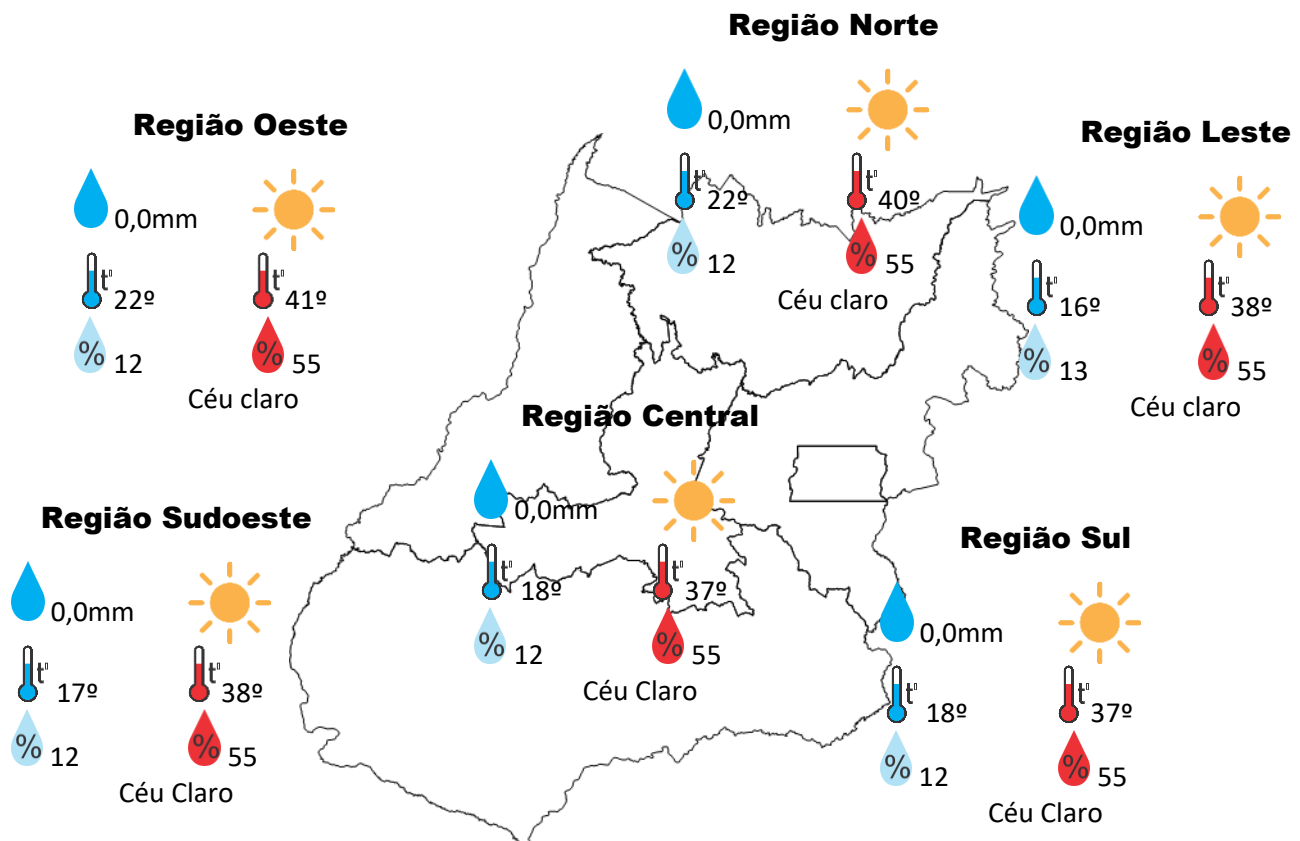 Região Norte
0,0mm
t°
22º
t°
40º
%
12
%
55
Céu claro
Região Oeste
0,0mm
t°
22º
t°
41º
%
12
%
55
Céu claro
Região Leste
0,0mm
t°
16º
t°
38º
%
13
%
55
Céu claro
Região Central
0,0mm
t°
18º
t°
37º
%
12
%
55
Céu Claro
Região Sudoeste
0,0mm
t°
17º
t°
38º
%
12
%
55
Céu Claro
Região Sul
0,0mm
t°
18º
t°
37º
%
12
%
55
Céu Claro